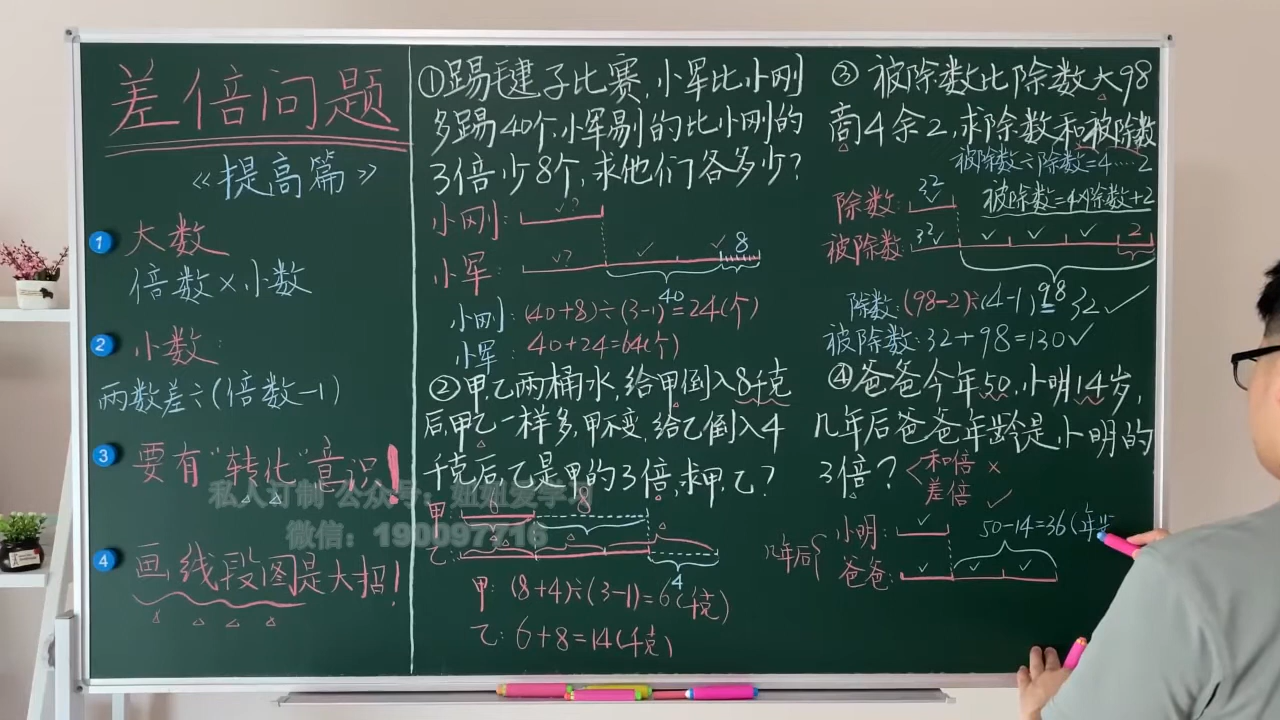 差倍问题
《提高篇》
1 大数
倍数×小数
2 小数:
两数差÷(倍数-1)
3 要有"转化"意识!
4 画线段图是大招!
私人订制 公众号：姐姐爱学习
微信：190097716
①踢毽子比赛,小军比小刚
多踢40个,小军踢的比小刚的
3倍少8个,求他们各多少?
小刚: ✓?
小军: ✓? ✓ ✓ 8
40
小刚: (40+8)÷(3-1)=24(个)
小军: 40+24=64(个)
②甲,乙两桶水,给甲倒入8千克
后,甲乙一样多,甲不变,给乙倒入4
千克后,乙是甲的3倍,求甲,乙?
甲: 6 8
乙:
4
甲: (8+4)÷(3-1)=6(千克)
乙: 6+8=14(千克)
③ 被除数比除数大98
商4余2,求除数和被除数
被除数÷除数=4……2
除数: 32 被除数=4×除数+2
被除数: 32✓ ✓ ✓ ✓ 2
98
除数:(98-2)÷(4-1) 32 ✓
被除数:32+98=130✓
④爸爸今年50,小明14岁,
几年后爸爸年龄是小明的
3倍? 和倍 ×
差倍 ✓
小明: ✓ 50-14=36(年
几年后 爸爸: ✓ ✓ ✓